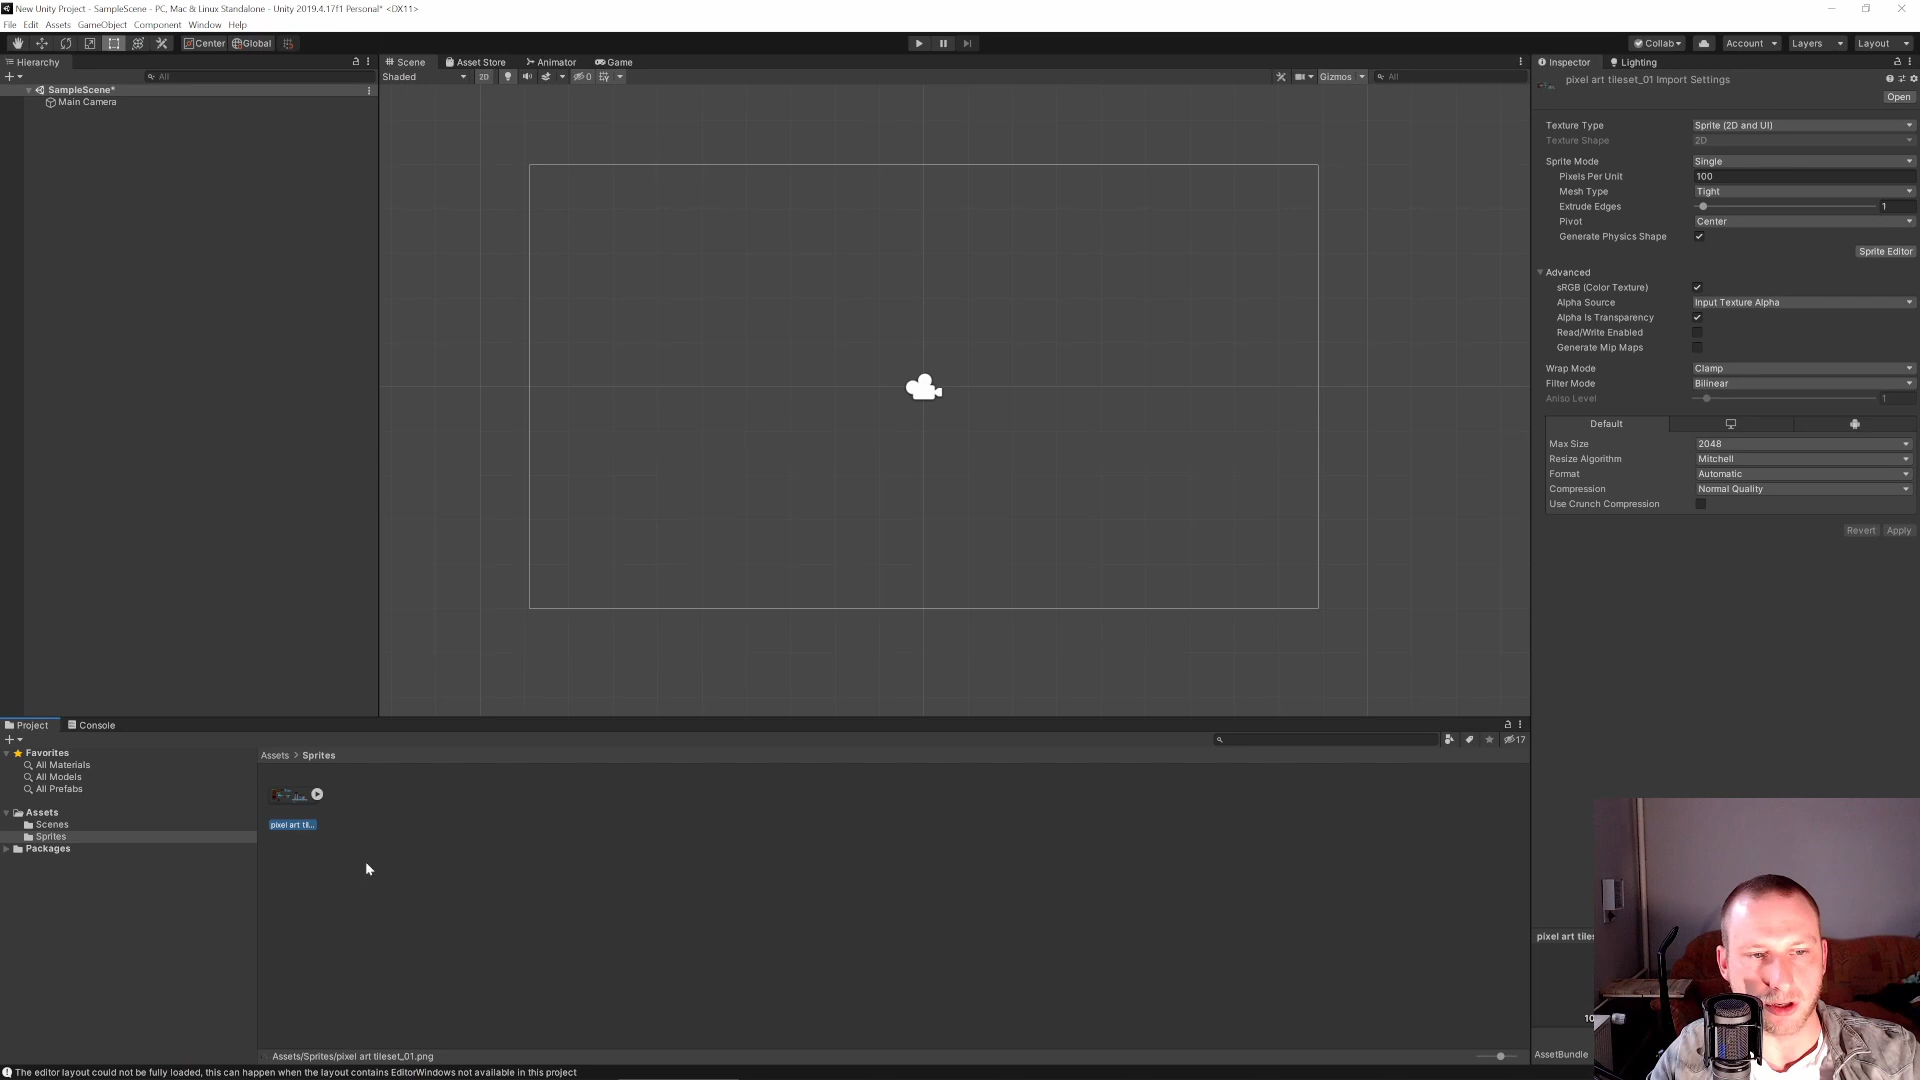 New Unity Project - SampleScene - PC, Mac & Linux Standalone - Unity 2019.4.17f1 Personal* <DX11>
File Edit Assets GameObject Component Window Help
Center Global
Collab Account Layers Layout
Hierarchy
All
SampleScene*
Main Camera
Scene Asset Store Animator Game
Shaded 2D 0 Gizmos All
Inspector Lighting
pixel art tileset_01 Import Settings
Open
Texture Type Sprite (2D and UI)
Texture Shape 2D
Sprite Mode Single
Pixels Per Unit 100
Mesh Type Tight
Extrude Edges 1
Pivot Center
Generate Physics Shape
Sprite Editor
Advanced
sRGB (Color Texture)
Alpha Source Input Texture Alpha
Alpha Is Transparency
Read/Write Enabled
Generate Mip Maps
Wrap Mode Clamp
Filter Mode Bilinear
Aniso Level 1
Default
Max Size 2048
Resize Algorithm Mitchell
Format Automatic
Compression Normal Quality
Use Crunch Compression
Revert Apply
Project Console
17
Favorites
All Materials
All Models
All Prefabs
Assets
Scenes
Sprites
Packages
Assets > Sprites
pixel art til...
pixel art tiles
10
AssetBundle
Assets/Sprites/pixel art tileset_01.png
The editor layout could not be fully loaded, this can happen when the layout contains EditorWindows not available in this project